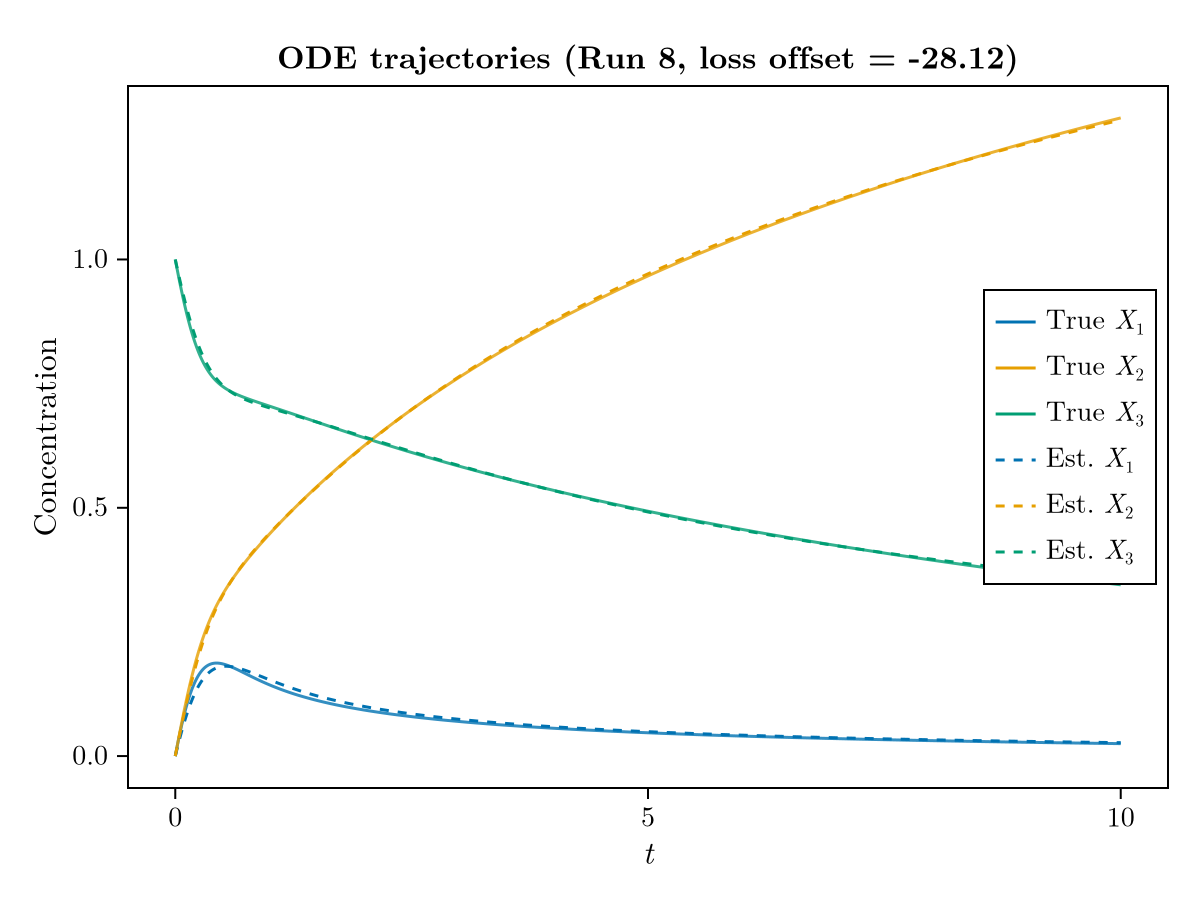 ODE trajectories (Run 8, loss offset = -28.12)
Concentration
1.0
0.5
0.0
True X₁
True X₂
True X₃
Est. X₁
Est. X₂
Est. X₃
0 5 10
t